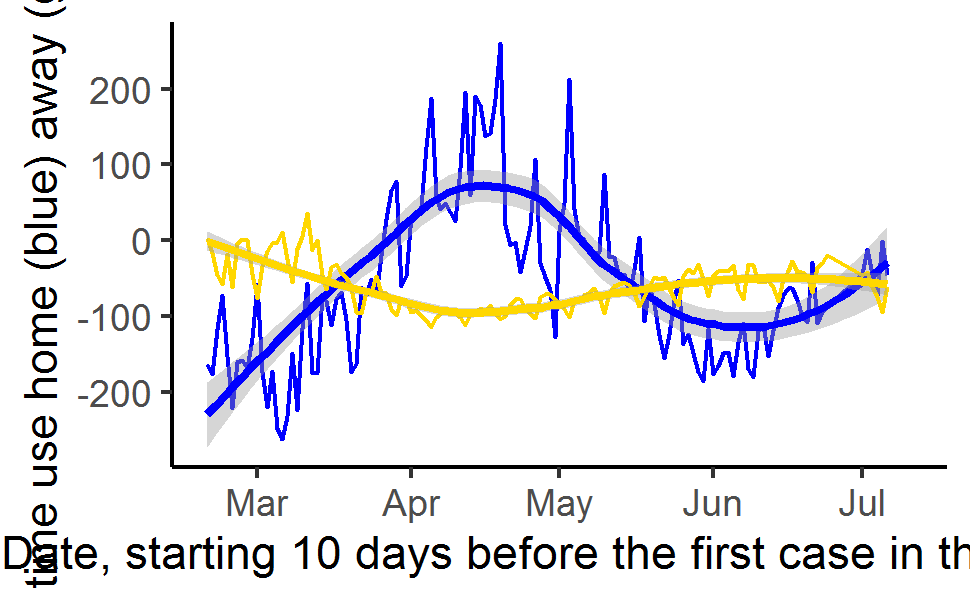 time use home (blue) away (
200
100
0
-100
-200
Mar Apr May Jun Jul
Date, starting 10 days before the first case in th